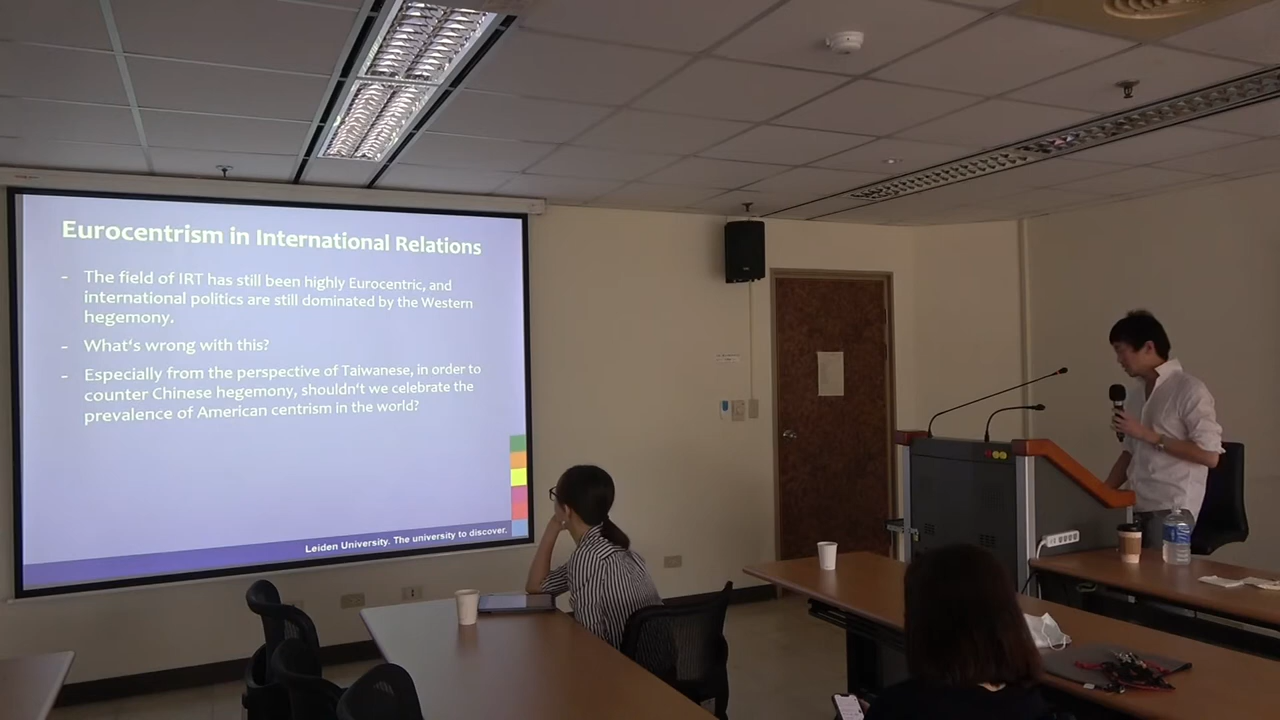 Eurocentrism in International Relations
- The field of IRT has still been highly Eurocentric, and
international politics are still dominated by the Western
hegemony.
- What's wrong with this?
- Especially from the perspective of Taiwanese, in order to
counter Chinese hegemony, shouldn't we celebrate the
prevalence of American centrism in the world?
Leiden University. The university to discover.